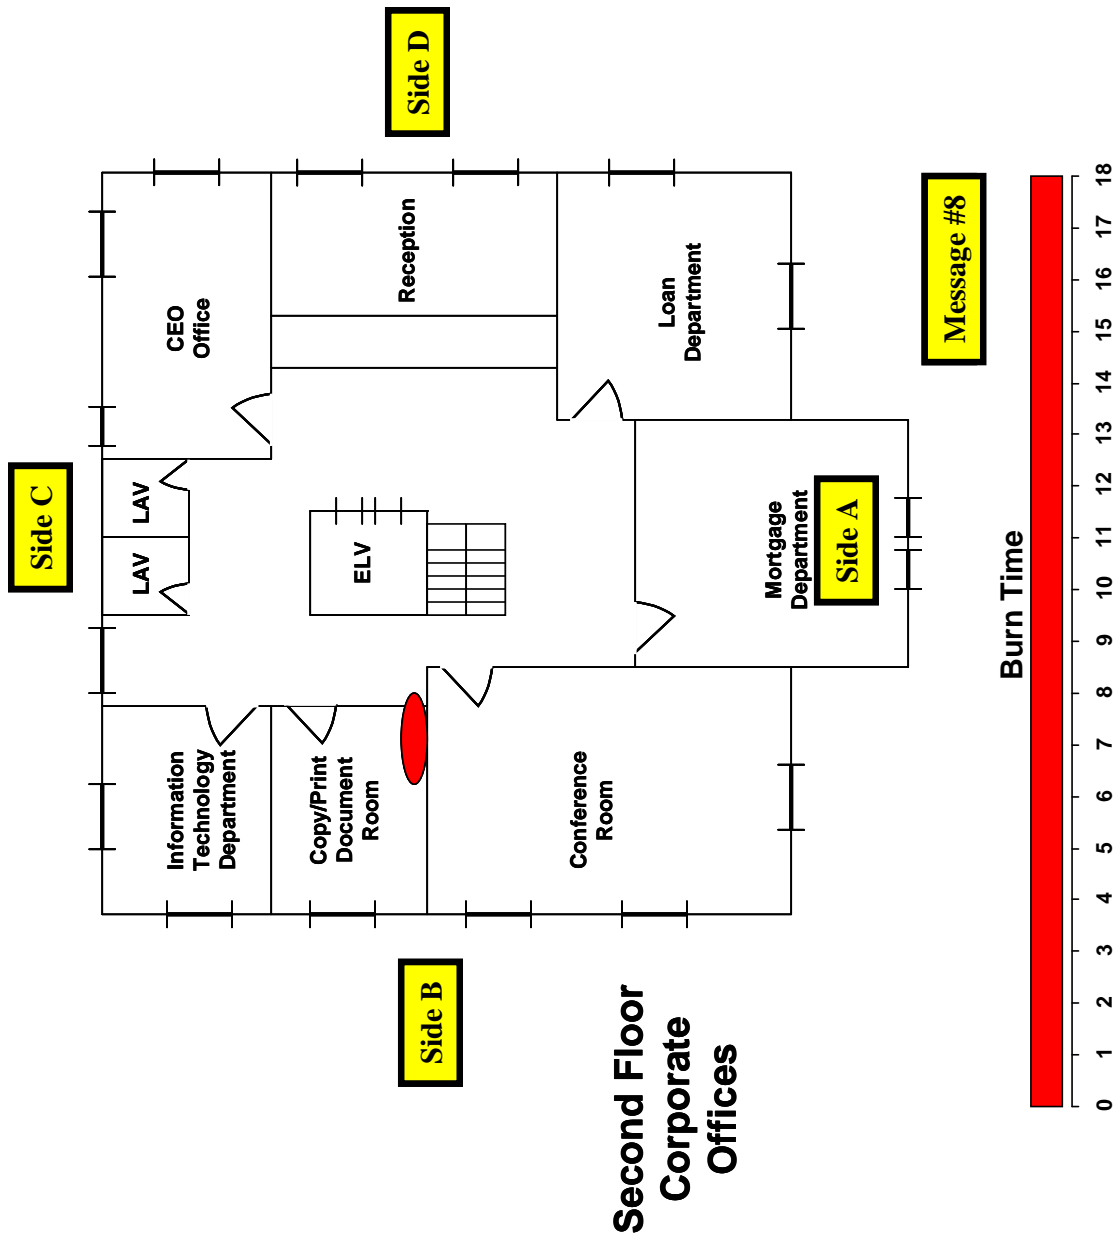 Second Floor
Corporate
Offices
Side C
Side B
Side D
Side A
Information
Technology
Department
LAV
LAV
CEO
Office
Copy/Print
Document
Room
ELV
Reception
Conference
Room
Mortgage
Department
Loan
Department
Message #8
Burn Time
0 1 2 3 4 5 6 7 8 9 10 11 12 13 14 15 16 17 18